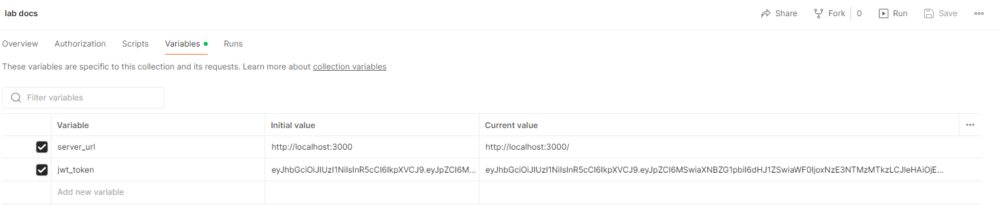 lab docs
Share Fork 0 Run Save
Overview Authorization Scripts Variables Runs
These variables are specific to this collection and its requests. Learn more about collection variables
Filter variables
Variable Initial value Current value
server_url http://localhost:3000 http://localhost:3000/
jwt_token eyJhbGciOiJIUzI1NiIsInR5cCI6IkpXVCJ9.eyJpZCI6M... eyJhbGciOiJIUzI1NiIsInR5cCI6IkpXVCJ9.eyJpZCI6MSwiaXNBZG1pbiI6dHJ1ZSwiaWF0IjoxNzE3NTMzMTkzLCJleHAiOjE...
Add new variable